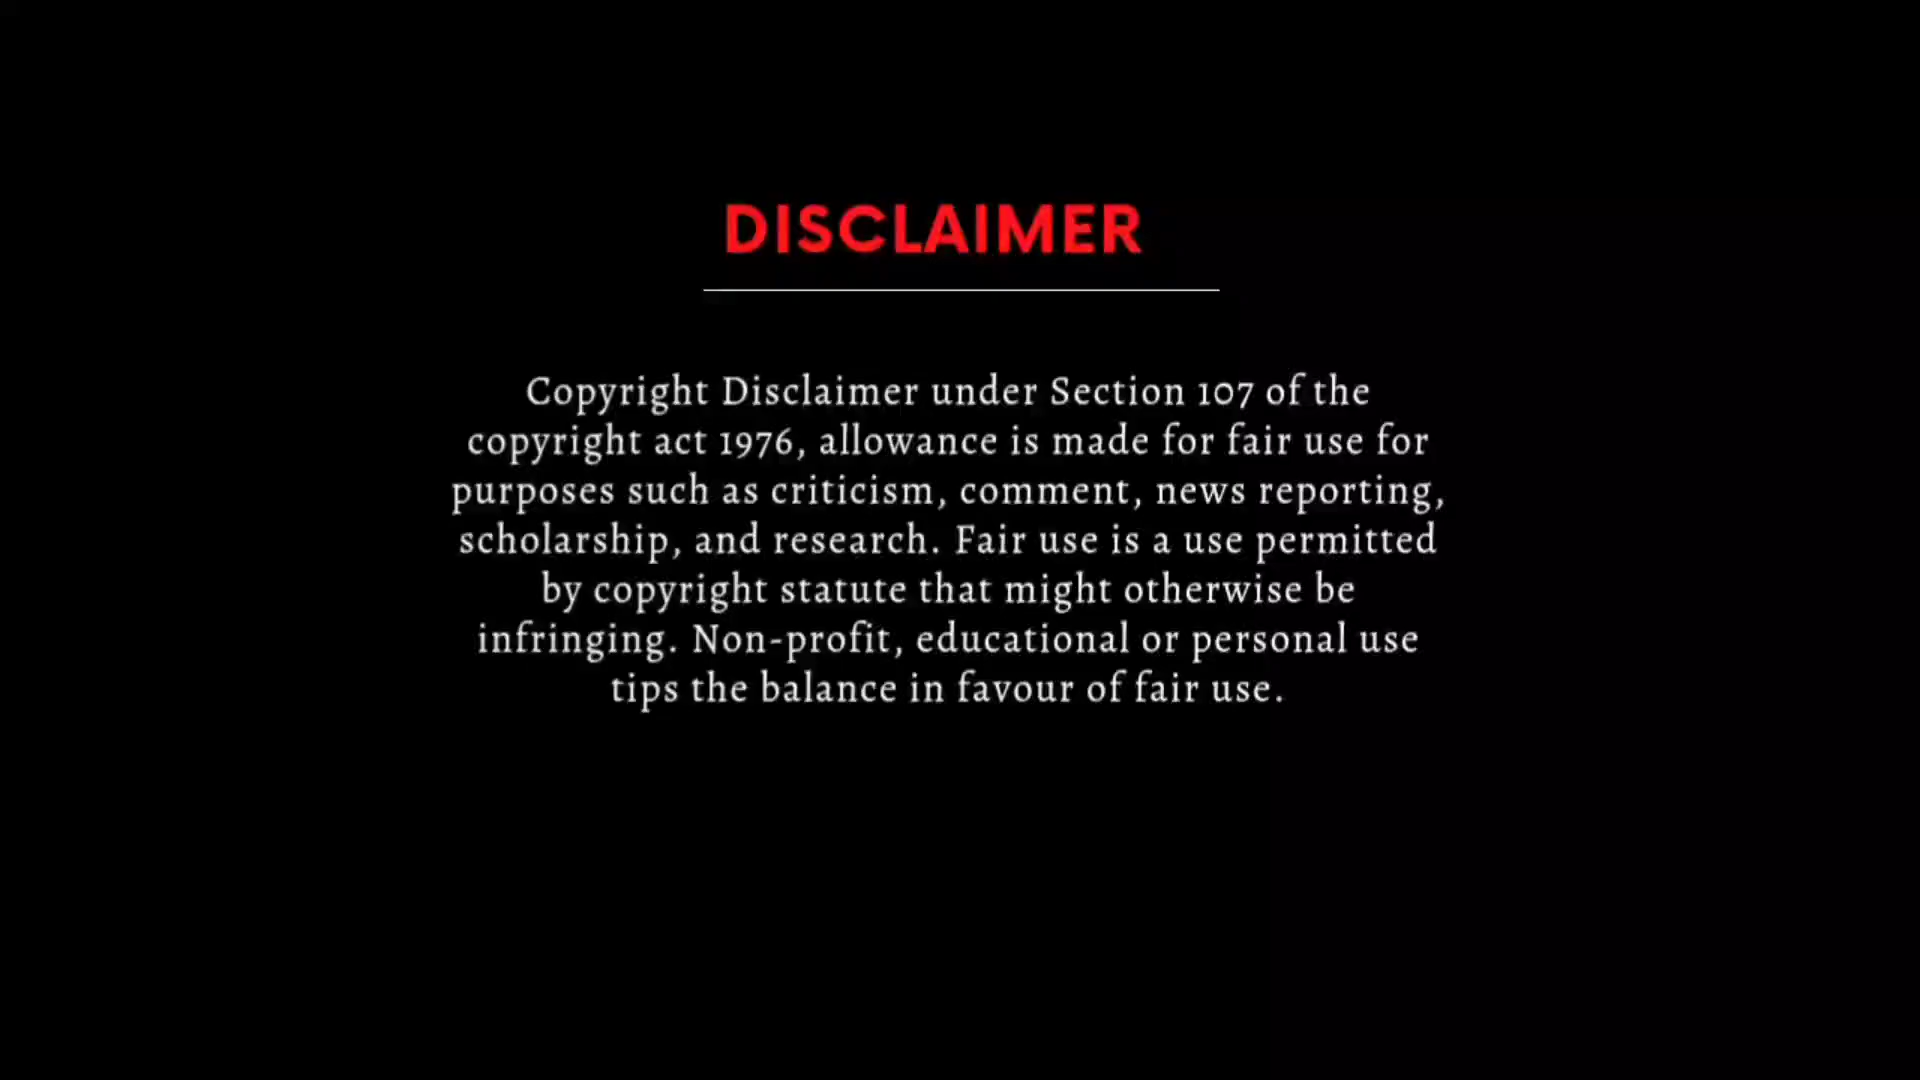 DISCLAIMER
Copyright Disclaimer under Section 107 of the
copyright act 1976, allowance is made for fair use for
purposes such as criticism, comment, news reporting,
scholarship, and research. Fair use is a use permitted
by copyright statute that might otherwise be
infringing. Non-profit, educational or personal use
tips the balance in favour of fair use.